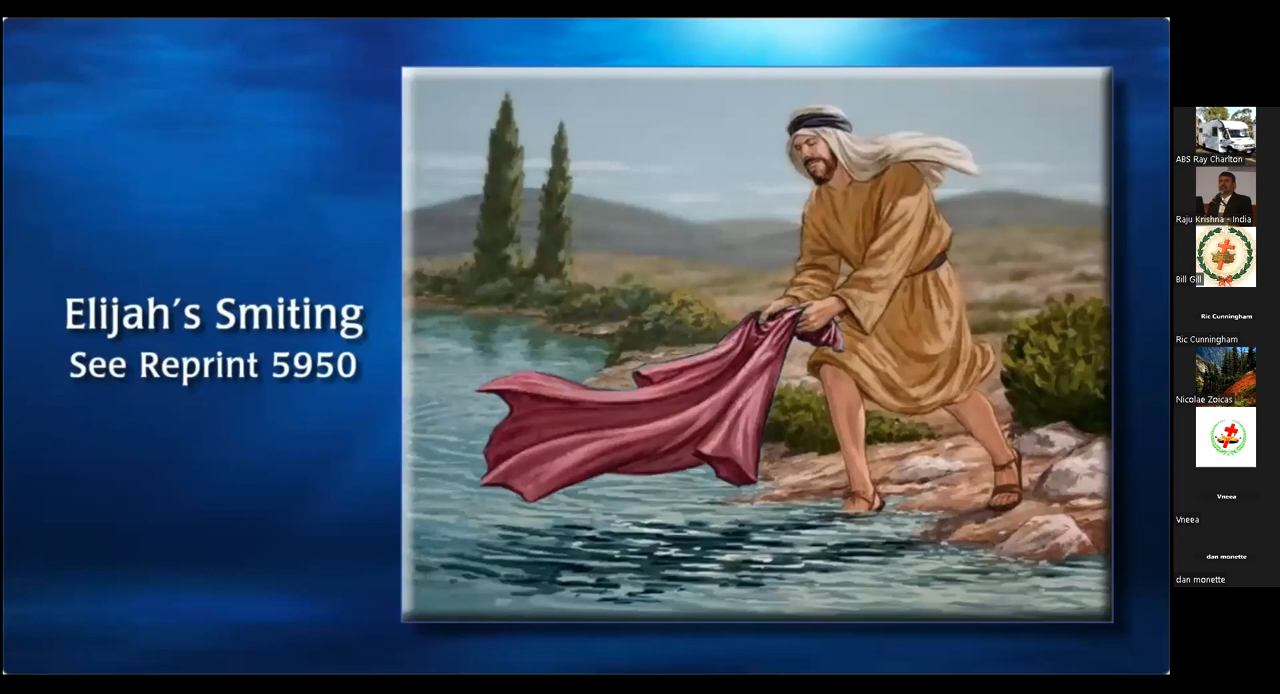 Elijah's Smiting
See Reprint 5950
ABS Ray Charlton
Raju Krishna - India
Bill Gill
Ric Cunningham
Ric Cunningham
Nicolae Zoicas
Vneea
Vneea
dan monette
dan monette